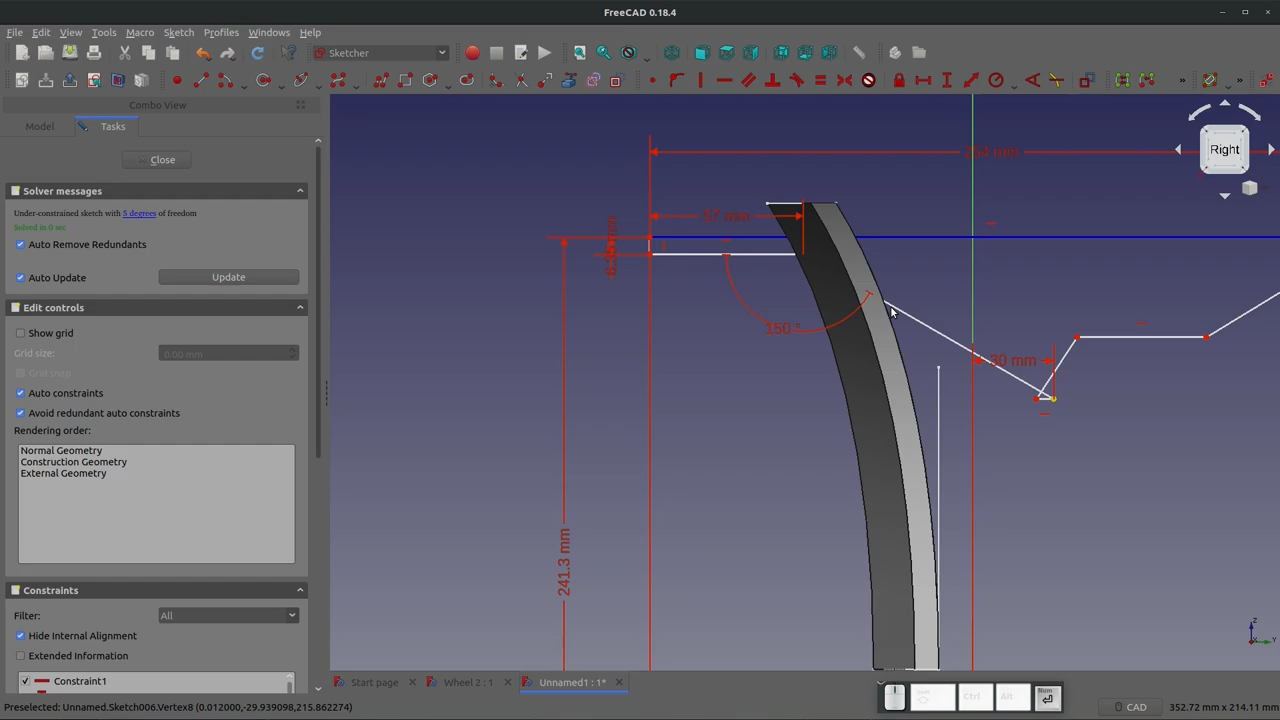 FreeCAD 0.18.4
File Edit View Tools Macro Sketch Profiles Windows Help
Sketcher
Combo View
Model Tasks
Close
Solver messages
Under-constrained sketch with 5 degrees of freedom
Solved in 0 sec
Auto Remove Redundants
Auto Update Update
Edit controls
Show grid
Grid size: 0.00 mm
Grid snap
Auto constraints
Avoid redundant auto constraints
Rendering order:
Normal Geometry
Construction Geometry
External Geometry
Constraints
Filter: All
Hide Internal Alignment
Extended Information
Constraint1
254 mm
57 mm
150 °
30 mm
241.3 mm
Right
Z
Y
Start page Wheel 2 : 1 Unnamed1 : 1*
Ctrl Alt Num
Preselected: Unnamed.Sketch006.Vertex8 (0.012000,-29.939098,215.862274) CAD 352.72 mm x 214.11 mm